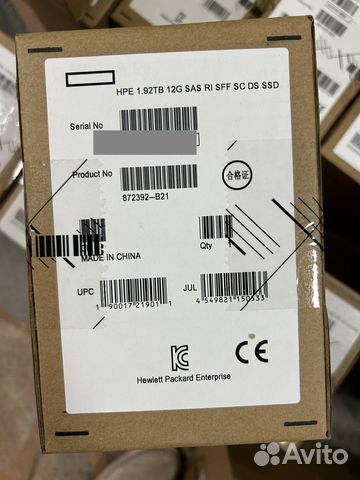 HPE 1.92TB 12G SAS RI SFF SC DS SSD
Serial No
Product No
872392-B21
合格证
Qty 1
MADE IN CHINA
UPC
1 90017 21901 1
JUL
4 549821 150533
Hewlett Packard Enterprise
CE
Avito